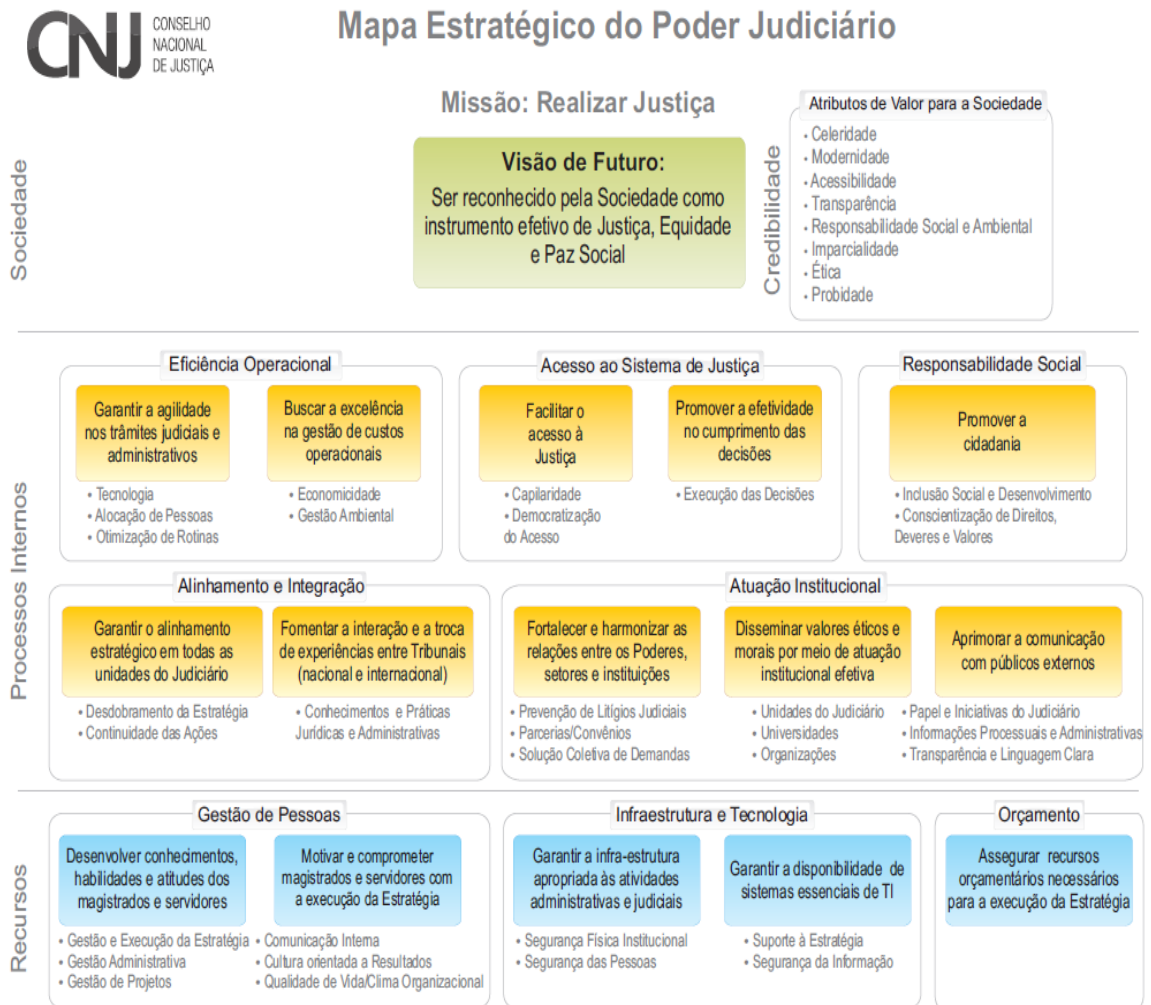 CNJ
CONSELHO
NACIONAL
DE JUSTIÇA
Mapa Estratégico do Poder Judiciário
Missão: Realizar Justiça
Sociedade
Visão de Futuro:
Ser reconhecido pela Sociedade como
instrumento efetivo de Justiça, Equidade
e Paz Social
Credibilidade
Atributos de Valor para a Sociedade
• Celeridade
• Modernidade
• Acessibilidade
• Transparência
• Responsabilidade Social e Ambiental
• Imparcialidade
• Ética
• Probidade
Processos Internos
Eficiência Operacional
Garantir a agilidade
nos trâmites judiciais e
administrativos
• Tecnologia
• Alocação de Pessoas
• Otimização de Rotinas
Buscar a excelência
na gestão de custos
operacionais
• Economicidade
• Gestão Ambiental
Acesso ao Sistema de Justiça
Facilitar o
acesso à
Justiça
• Capilaridade
• Democratização
do Acesso
Promover a efetividade
no cumprimento das
decisões
• Execução das Decisões
Responsabilidade Social
Promover a
cidadania
• Inclusão Social e Desenvolvimento
• Conscientização de Direitos,
Deveres e Valores
Alinhamento e Integração
Garantir o alinhamento
estratégico em todas as
unidades do Judiciário
• Desdobramento da Estratégia
• Continuidade das Ações
Fomentar a interação e a troca
de experiências entre Tribunais
(nacional e internacional)
• Conhecimentos e Práticas
Jurídicas e Administrativas
Atuação Institucional
Fortalecer e harmonizar as
relações entre os Poderes,
setores e instituições
• Prevenção de Litígios Judiciais
• Parcerias/Convênios
• Solução Coletiva de Demandas
Disseminar valores éticos e
morais por meio de atuação
institucional efetiva
• Unidades do Judiciário
• Universidades
• Organizações
Aprimorar a comunicação
com públicos externos
• Papel e Iniciativas do Judiciário
• Informações Processuais e Administrativas
• Transparência e Linguagem Clara
Recursos
Gestão de Pessoas
Desenvolver conhecimentos,
habilidades e atitudes dos
magistrados e servidores
• Gestão e Execução da Estratégia
• Gestão Administrativa
• Gestão de Projetos
Motivar e comprometer
magistrados e servidores com
a execução da Estratégia
• Comunicação Interna
• Cultura orientada a Resultados
• Qualidade de Vida/Clima Organizacional
Infraestrutura e Tecnologia
Garantir a infra-estrutura
apropriada às atividades
administrativas e judiciais
• Segurança Física Institucional
• Segurança das Pessoas
Garantir a disponibilidade de
sistemas essenciais de TI
• Suporte à Estratégia
• Segurança da Informação
Orçamento
Assegurar recursos
orçamentários necessários
para a execução da Estratégia